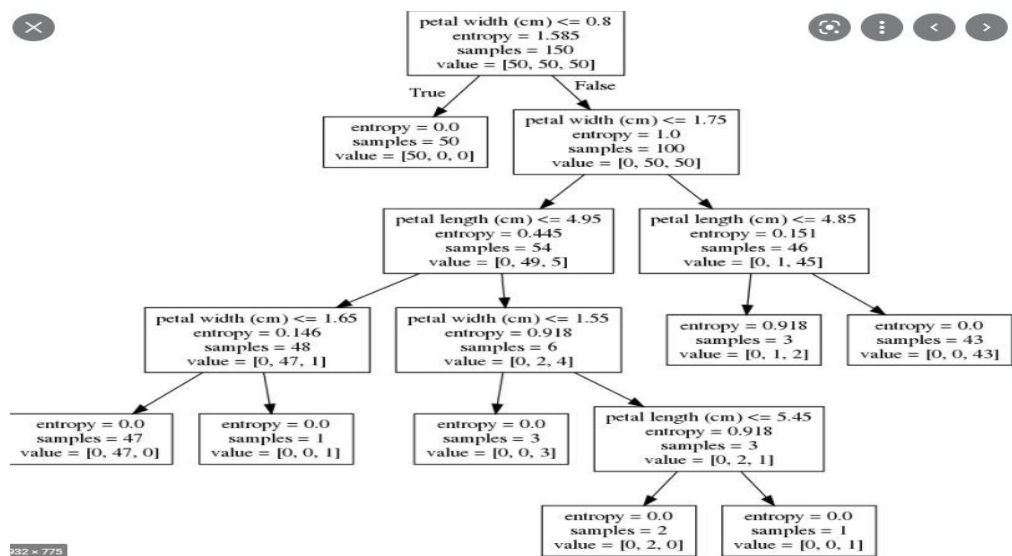 petal width (cm) <= 0.8
entropy = 1.585
samples = 150
value = [50, 50, 50]
True
False
entropy = 0.0
samples = 50
value = [50, 0, 0]
petal width (cm) <= 1.75
entropy = 1.0
samples = 100
value = [0, 50, 50]
petal length (cm) <= 4.95
entropy = 0.445
samples = 54
value = [0, 49, 5]
petal length (cm) <= 4.85
entropy = 0.151
samples = 46
value = [0, 1, 45]
petal width (cm) <= 1.65
entropy = 0.146
samples = 48
value = [0, 47, 1]
petal width (cm) <= 1.55
entropy = 0.918
samples = 6
value = [0, 2, 4]
entropy = 0.918
samples = 3
value = [0, 1, 2]
entropy = 0.0
samples = 43
value = [0, 0, 43]
entropy = 0.0
samples = 47
value = [0, 47, 0]
entropy = 0.0
samples = 1
value = [0, 0, 1]
entropy = 0.0
samples = 3
value = [0, 0, 3]
petal length (cm) <= 5.45
entropy = 0.918
samples = 3
value = [0, 2, 1]
entropy = 0.0
samples = 2
value = [0, 2, 0]
entropy = 0.0
samples = 1
value = [0, 0, 1]
932 × 775